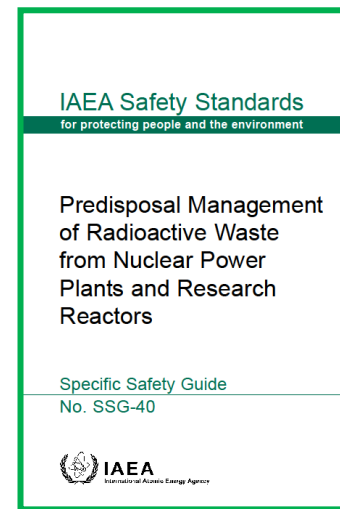 IAEA Safety Standards
for protecting people and the environment
Predisposal Management
of Radioactive Waste
from Nuclear Power
Plants and Research
Reactors
Specific Safety Guide
No. SSG-40
IAEA
International Atomic Energy Agency